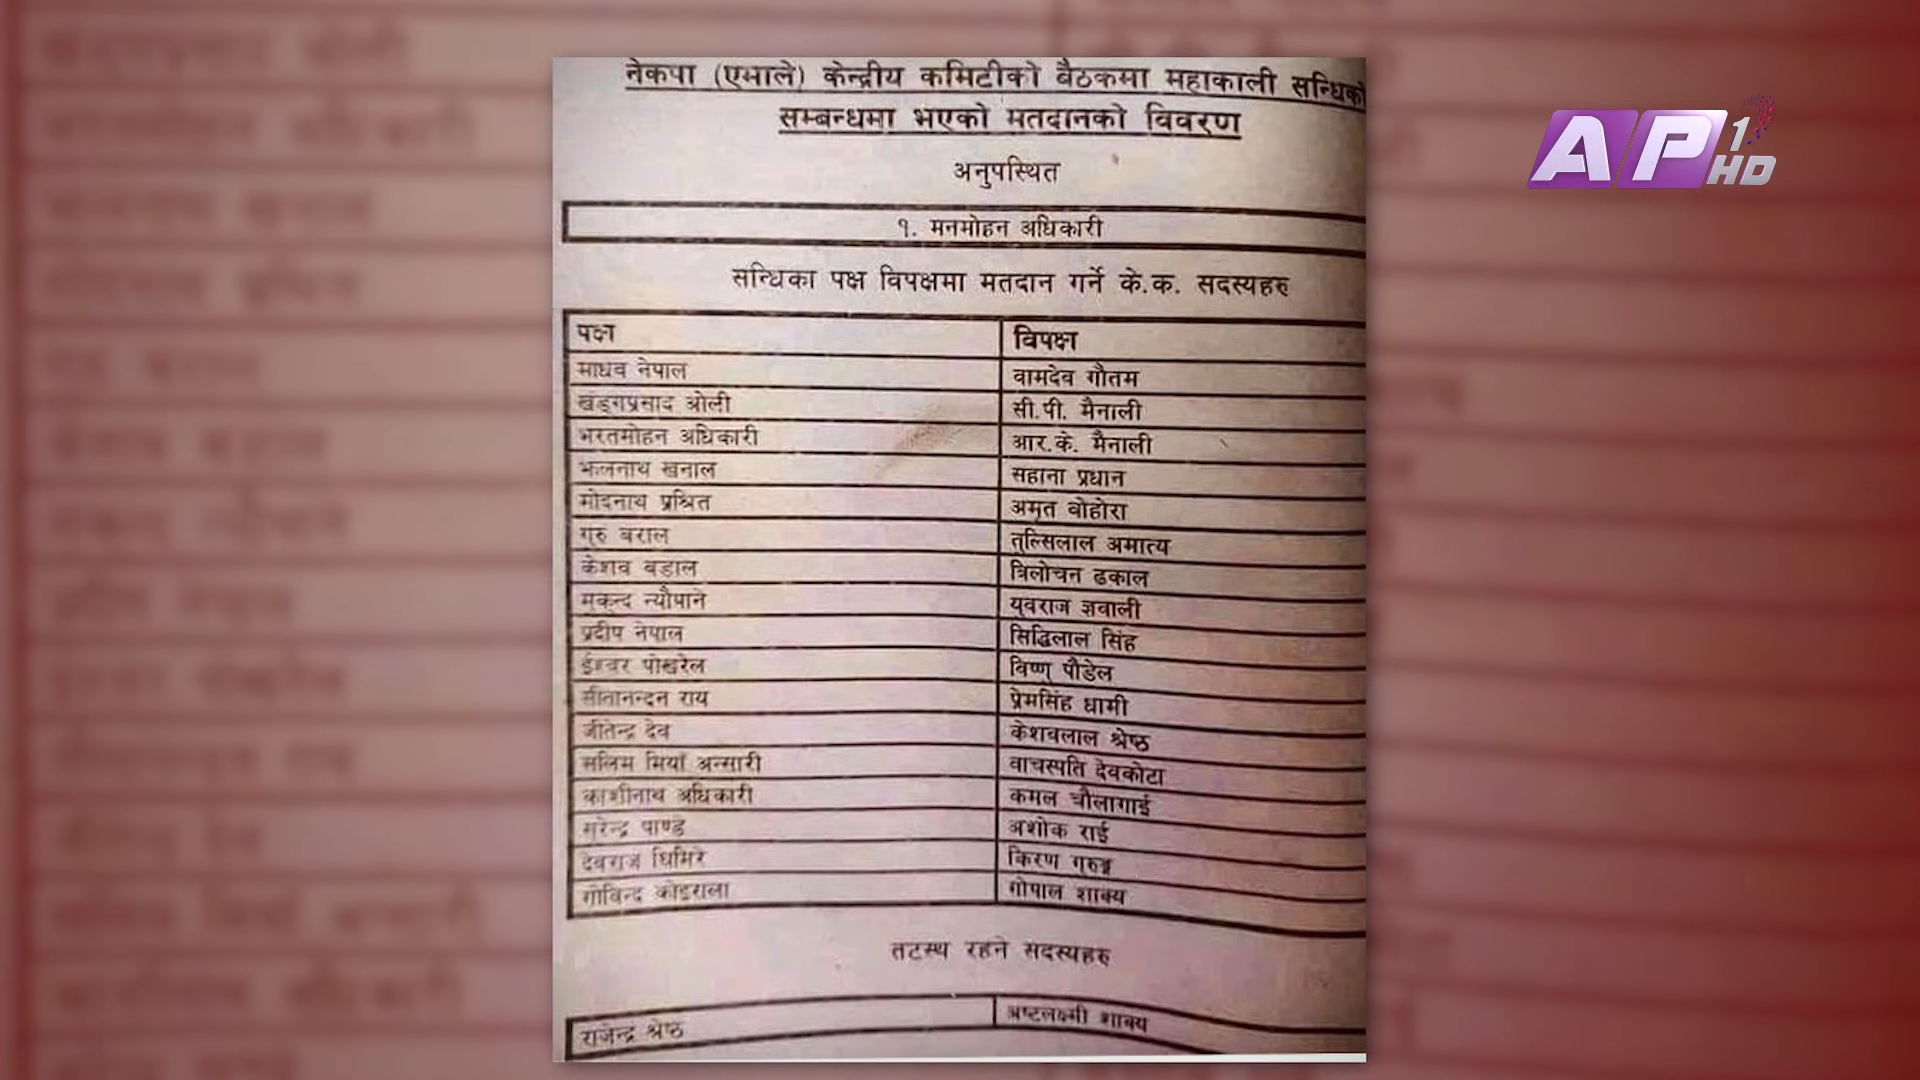 नेकपा (एमाले) केन्द्रीय कमिटीको बैठकमा महाकाली सन्धिको
सम्बन्धमा भएको मतदानको विवरण
AP1 HD
अनुपस्थित
१. मनमोहन अधिकारी
सन्धिका पक्ष विपक्षमा मतदान गर्ने के.क. सदस्यहरु
पक्ष विपक्ष
माधव नेपाल वामदेव गौतम
खड्गप्रसाद ओली सी.पी. मैनाली
भरतमोहन अधिकारी आर.के. मैनाली
झलनाथ खनाल सहाना प्रधान
मोदनाथ प्रश्रित अमृत वोहोरा
गुरु बराल तुल्सिलाल अमात्य
केशव बडाल त्रिलोचन ढकाल
मुकुन्द न्यौपाने युवराज ज्ञवाली
प्रदीप नेपाल सिद्धिलाल सिंह
ईश्वर पोखरेल विष्णु पौडेल
सीतानन्दन राय प्रेमसिंह धामी
जीतेन्द्र देव केशवलाल श्रेष्ठ
सलिम मियाँ अन्सारी वाचस्पति देवकोटा
काशीनाथ अधिकारी कमल चौलागाई
सुरेन्द्र पाण्डे अशोक राई
देवराज घिमिरे किरण गुरुङ्ग
गोविन्द कोइराला गोपाल शाक्य
तटस्थ रहने सदस्यहरु
राजेन्द्र श्रेष्ठ अष्टलक्ष्मी शाक्य